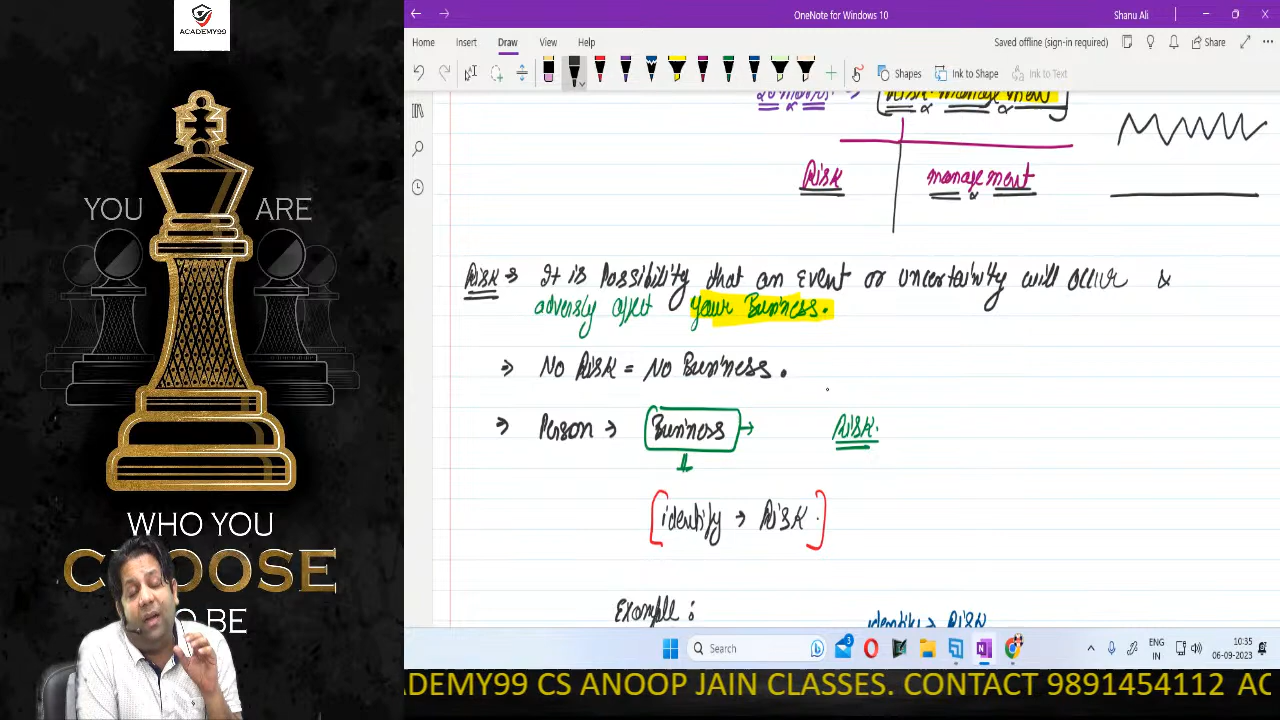 ACADEMY99
YOU ARE
WHO YOU
CHOOSE
TO BE
OneNote for Windows 10
Shanu Ali
Home Insert Draw View Help
Saved offline (sign-in required)
Share
Shapes
Ink to Shape
Ink to Text
Risk management
Risk management
Risk ⇒ It is Possibility that an Event or uncertainity will occur &
adversly affect your Business.
⇒ No Risk = No Business.
⇒ Person → Business → Risk.
[identify → Risk.]
Example :
identify → Risk
Search
3
ENG
IN
10:35
06-09-2023
ADEMY99 CS ANOOP JAIN CLASSES. CONTACT 9891454112 AC